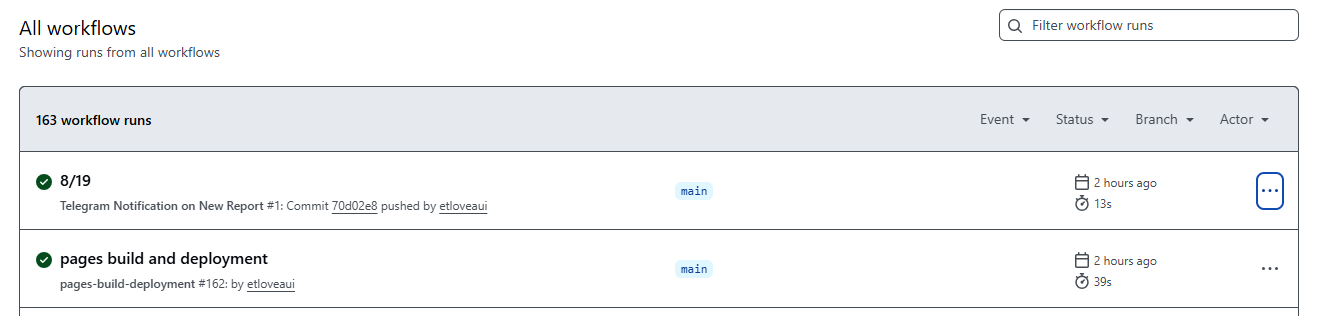 All workflows
Filter workflow runs
Showing runs from all workflows
163 workflow runs
Event
Status
Branch
Actor
8/19
main
2 hours ago
Telegram Notification on New Report #1: Commit 70d02e8 pushed by etloveaui
13s
pages build and deployment
main
2 hours ago
pages-build-deployment #162: by etloveaui
39s